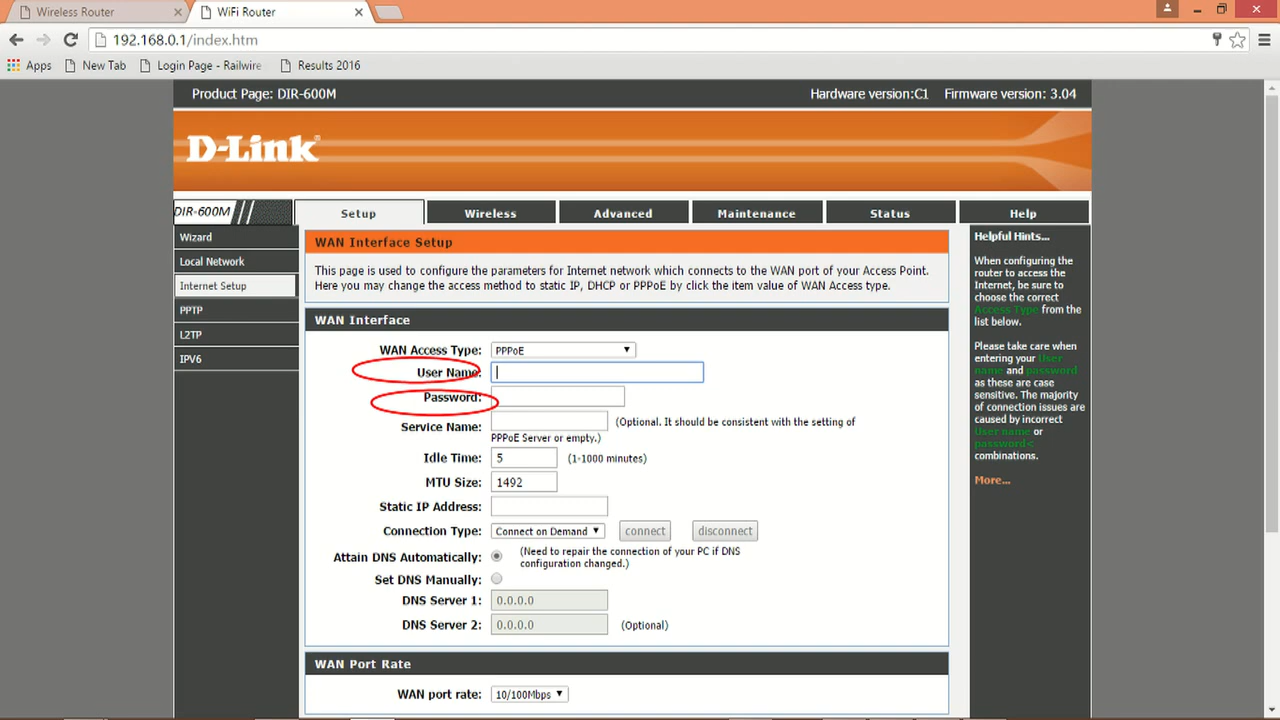 Wireless Router
WiFi Router
192.168.0.1/index.htm
Apps New Tab Login Page - Railwire Results 2016
Product Page: DIR-600M Hardware version:C1 Firmware version: 3.04
D-Link®
DIR-600M Setup Wireless Advanced Maintenance Status Help
Wizard
Local Network
Internet Setup
PPTP
L2TP
IPV6
WAN Interface Setup
This page is used to configure the parameters for Internet network which connects to the WAN port of your Access Point.
Here you may change the access method to static IP, DHCP or PPPoE by click the item value of WAN Access type.
WAN Interface
WAN Access Type: PPPoE
User Name:
Password:
Service Name: (Optional. It should be consistent with the setting of
PPPoE Server or empty.)
Idle Time: 5 (1-1000 minutes)
MTU Size: 1492
Static IP Address:
Connection Type: Connect on Demand connect disconnect
Attain DNS Automatically: (Need to repair the connection of your PC if DNS
configuration changed.)
Set DNS Manually:
DNS Server 1: 0.0.0.0
DNS Server 2: 0.0.0.0 (Optional)
WAN Port Rate
WAN port rate: 10/100Mbps
Helpful Hints...
When configuring the
router to access the
Internet, be sure to
choose the correct
Access Type from the
list below.
Please take care when
entering your User
name and password
as these are case
sensitive. The majority
of connection issues are
caused by incorrect
User name or
password<
combinations.
More...